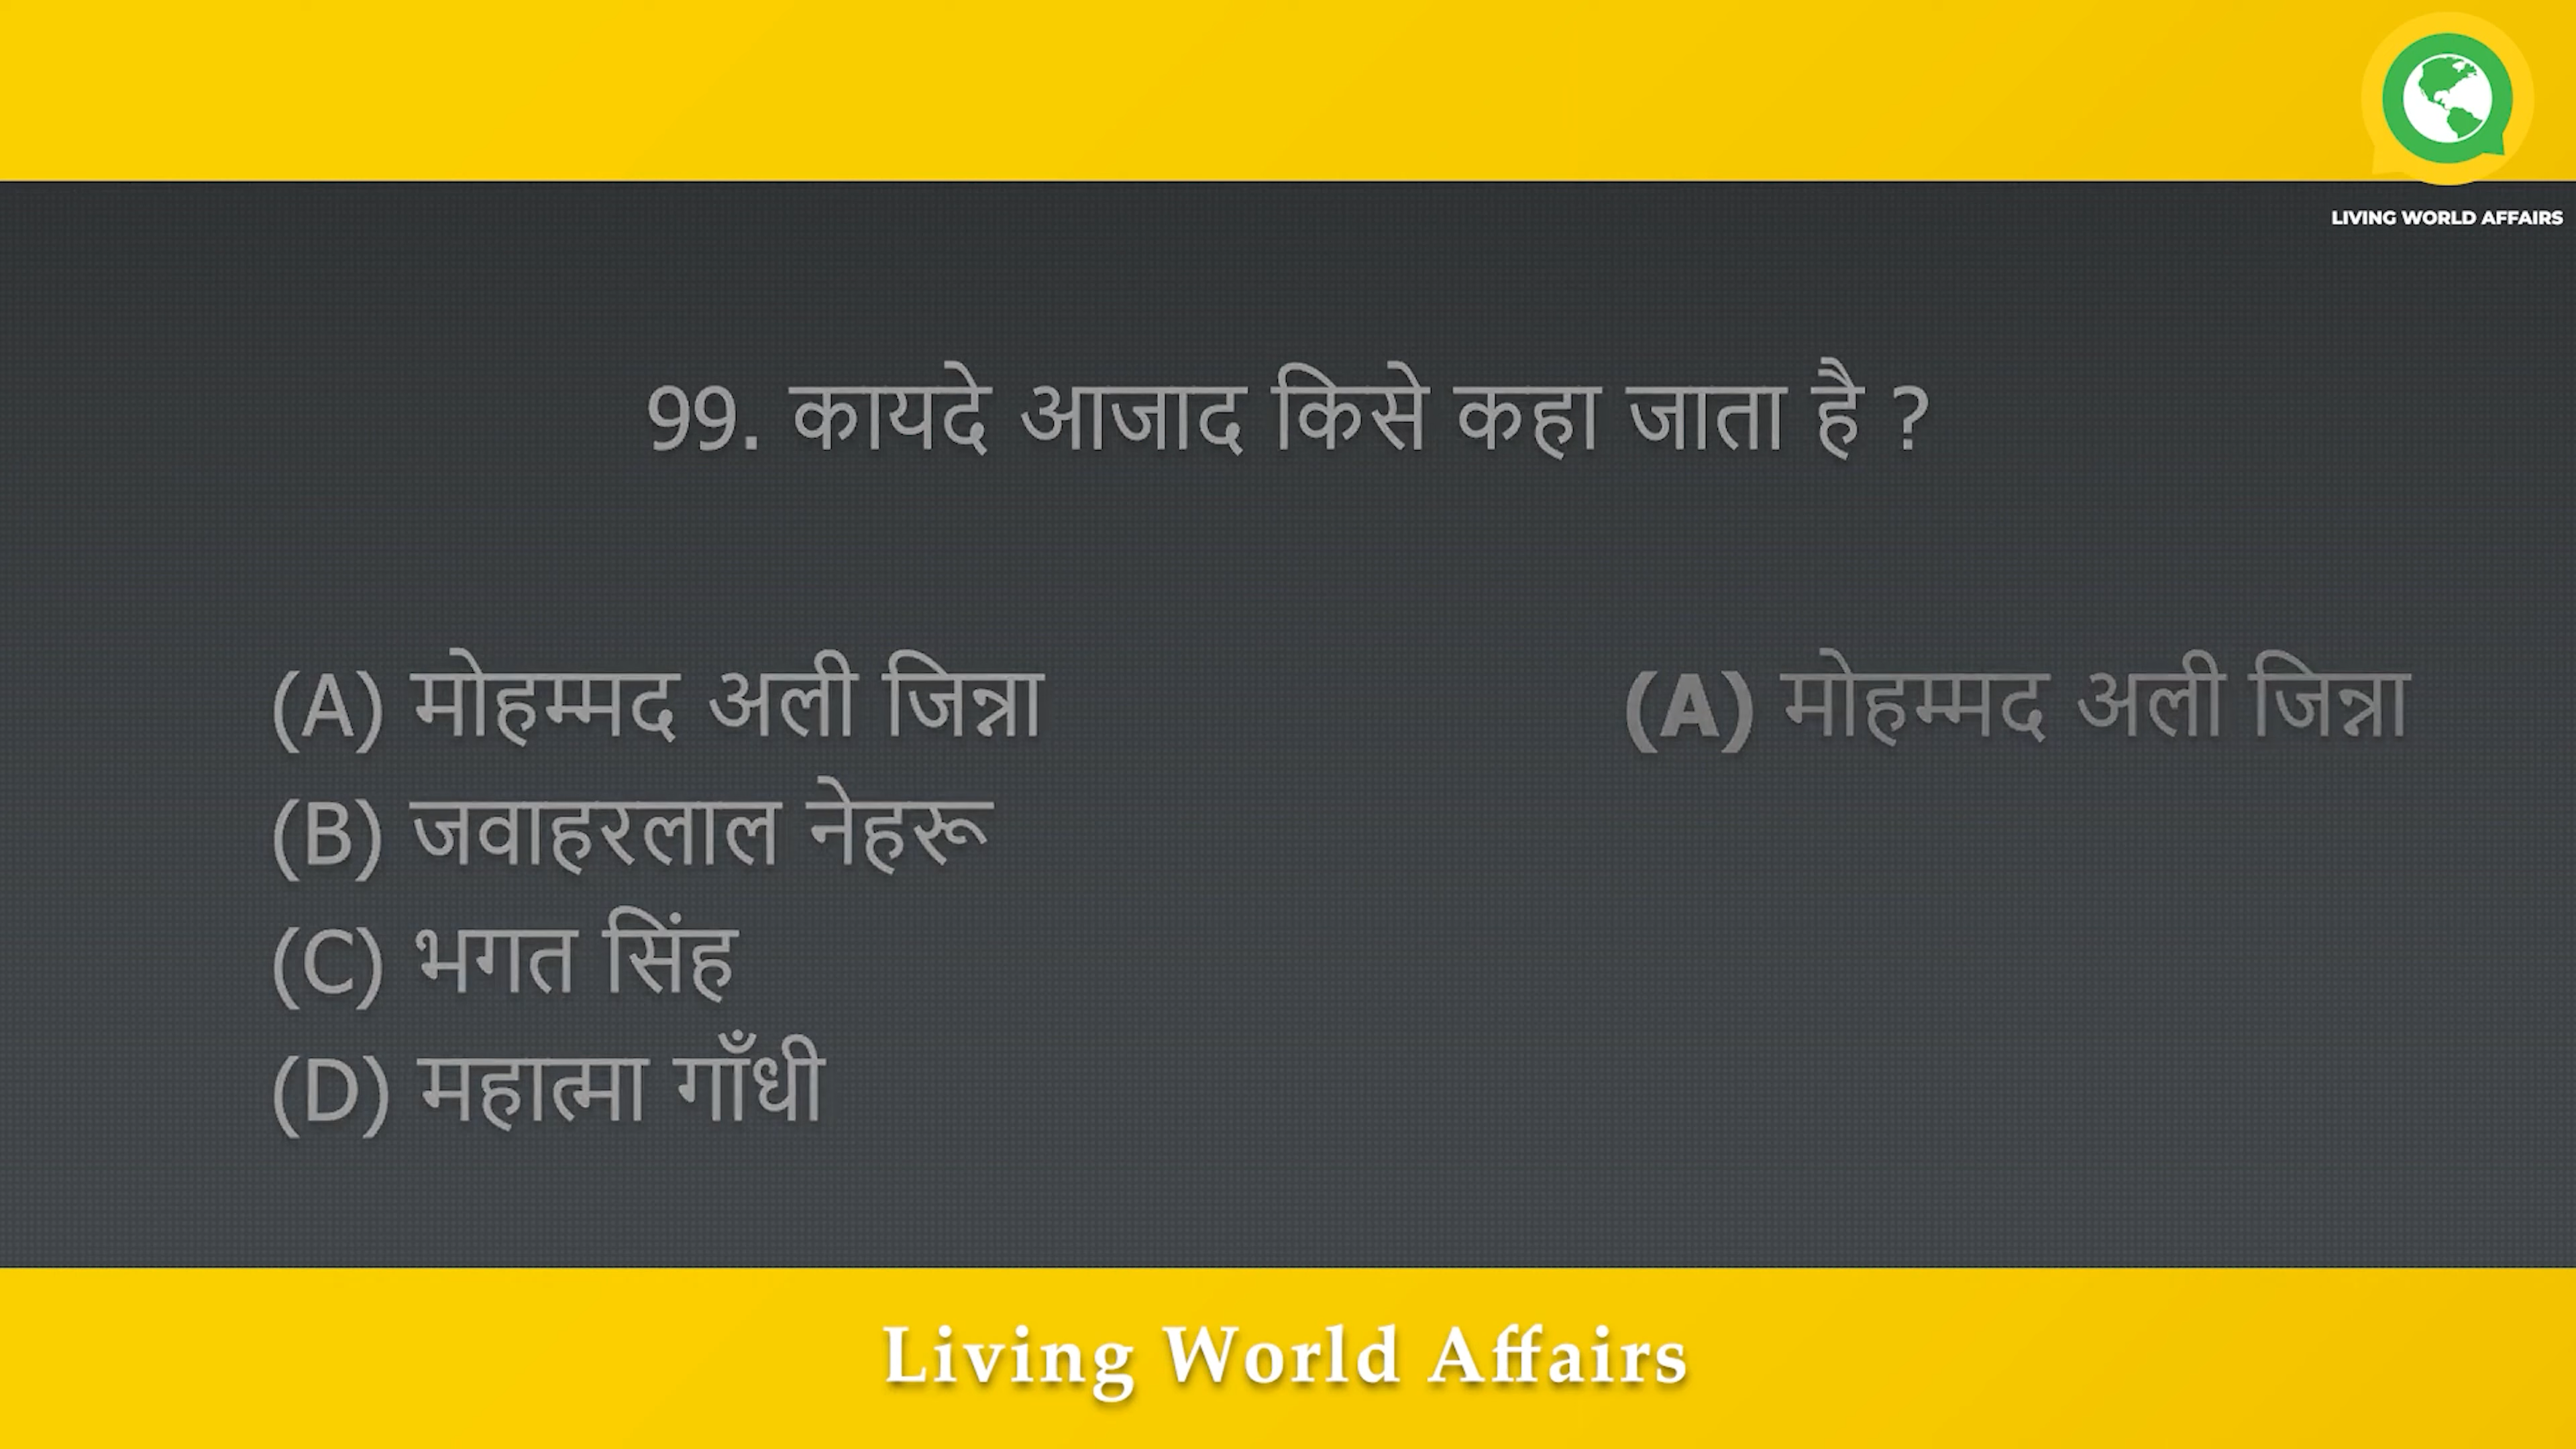 LIVING WORLD AFFAIRS
99. कायदे आजाद किसे कहा जाता है ?
(A) मोहम्मद अली जिन्ना
(B) जवाहरलाल नेहरू
(C) भगत सिंह
(D) महात्मा गाँधी
(A) मोहम्मद अली जिन्ना
Living World Affairs